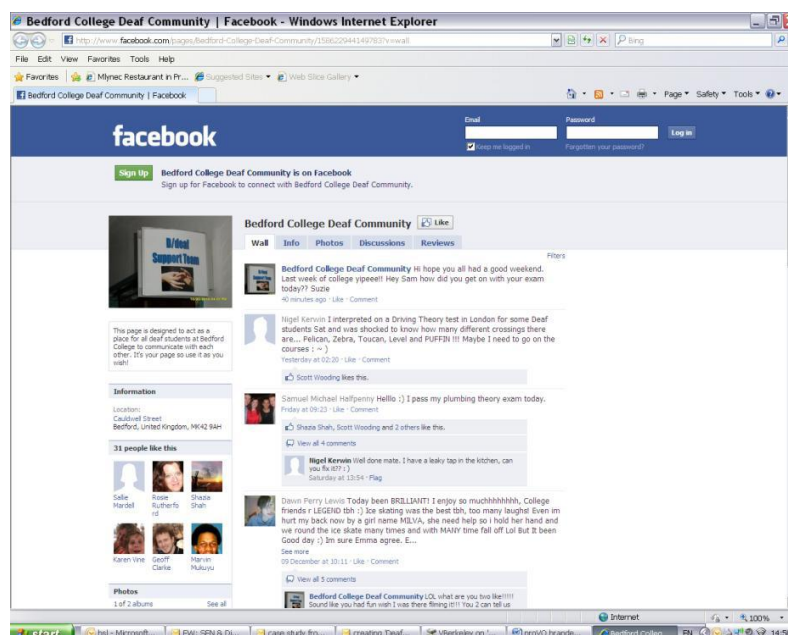 Bedford College Deaf Community | Facebook - Windows Internet Explorer
http://www.facebook.com/pages/Bedford-College-Deaf-Community/158622944149783?v=wall
Bing
File Edit View Favorites Tools Help
Favorites Mlynec Restaurant in Pr... Suggested Sites Web Slice Gallery
Bedford College Deaf Community | Facebook
Page Safety Tools
facebook
Email
Password
Log in
Keep me logged in
Forgotten your password?
Sign Up
Bedford College Deaf Community is on Facebook
Sign up for Facebook to connect with Bedford College Deaf Community.
D/deaf
Support Team
This page is designed to act as a
place for all deaf students at Bedford
College to communicate with each
other. It's your page so use it as you
wish!
Information
Location:
Cauldwell Street
Bedford, United Kingdom, MK42 9AH
31 people like this
Sallie
Mardell
Rosie
Rutherfo
rd
Shazia
Shah
Karen Vine
Geoff
Clarke
Marvin
Mukuyu
Photos
1 of 2 albums
See all
Bedford College Deaf Community
Like
Wall Info Photos Discussions Reviews
Filters
Bedford College Deaf Community Hi hope you all had a good weekend.
Last week of college yipeee!! Hey Sam how did you get on with your exam
today?? Suzie
40 minutes ago · Like · Comment
Nigel Kerwin I interpreted on a Driving Theory test in London for some Deaf
students Sat and was shocked to know how many different crossings there
are... Pelican, Zebra, Toucan, Level and PUFFIN !!! Maybe I need to go on the
courses : ~ )
Yesterday at 02:20 · Like · Comment
Scott Wooding likes this.
Samuel Michael Halfpenny Helllo :) I pass my plumbing theory exam today.
Friday at 09:23 · Like · Comment
Shazia Shah, Scott Wooding and 2 others like this.
View all 4 comments
Nigel Kerwin Well done mate. I have a leaky tap in the kitchen, can
you fix it?? : )
Saturday at 13:54 · Flag
Dawn Perry Lewis Today been BRILLIANT! I enjoy so muchhhhhhh, College
friends r LEGEND tbh :) Ice skating was the best tbh, too many laughs! Even im
hurt my back now by a girl name MILVA, she need help so i hold her hand and
we round the ice skate many times and with MANY time fall off Lol But It been
Good day :) Im sure Emma agree. E...
See more
09 December at 10:11 · Like · Comment
View all 5 comments
Bedford College Deaf Community LOL what are you two like!!!!!
Sound like you had fun wish I was there filming it!!! You 2 can tell us
Internet
100%
start
bsl - Microsoft...
case study fro...
creating 'Deaf...
Bedford Colleg...
EN